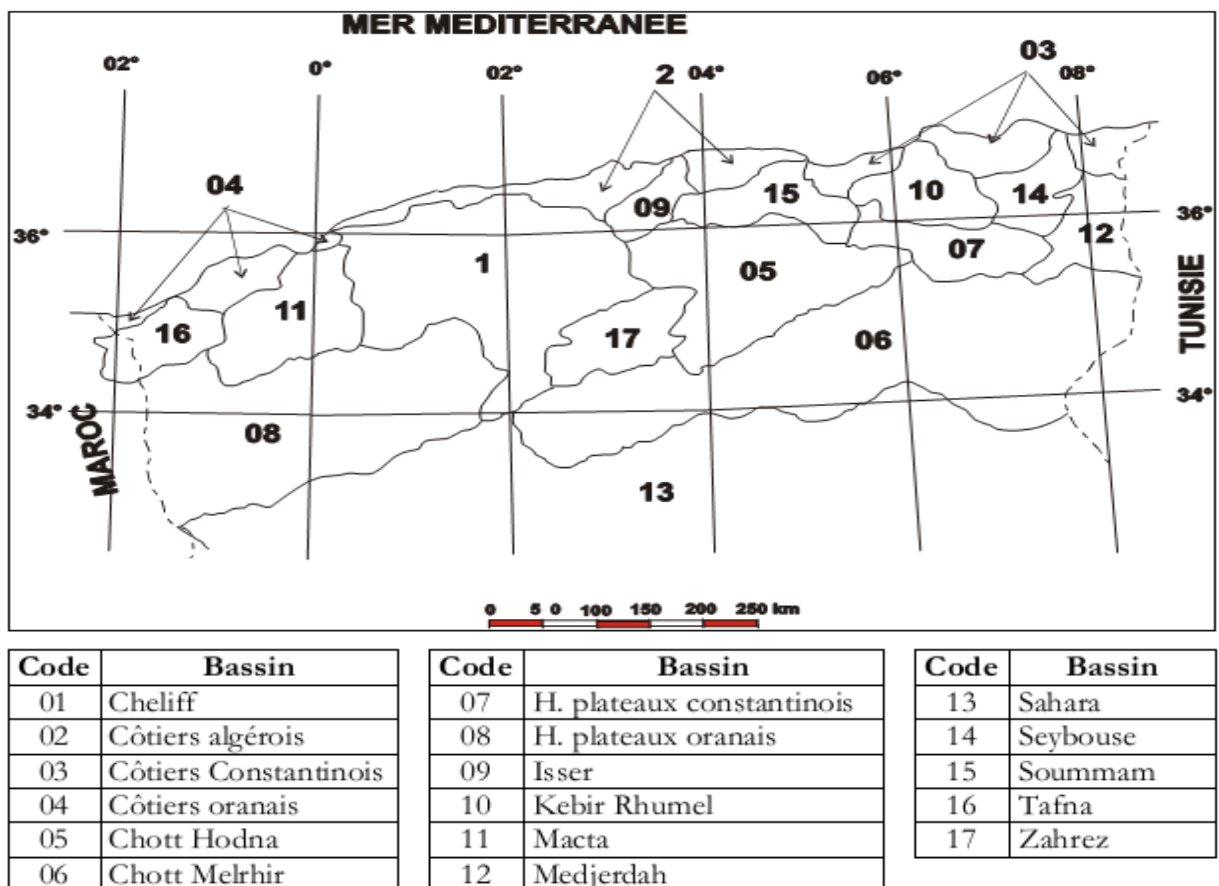 MER MEDITERRANEE
02° 0° 02° 2 04° 06° 03 08°
04
36° 09 15 10 14 36°
1 05 07 12
16 11 17 06
TUNISIE
34° 08 34°
MAROC
13
0 5 0 100 150 200 250 km
Code Bassin
01 Cheliff
02 Côtiers algérois
03 Côtiers Constantinois
04 Côtiers oranais
05 Chott Hodna
06 Chott Melrhir
Code Bassin
07 H. plateaux constantinois
08 H. plateaux oranais
09 Isser
10 Kebir Rhumel
11 Macta
12 Medjerdah
Code Bassin
13 Sahara
14 Seybouse
15 Soummam
16 Tafna
17 Zahrez